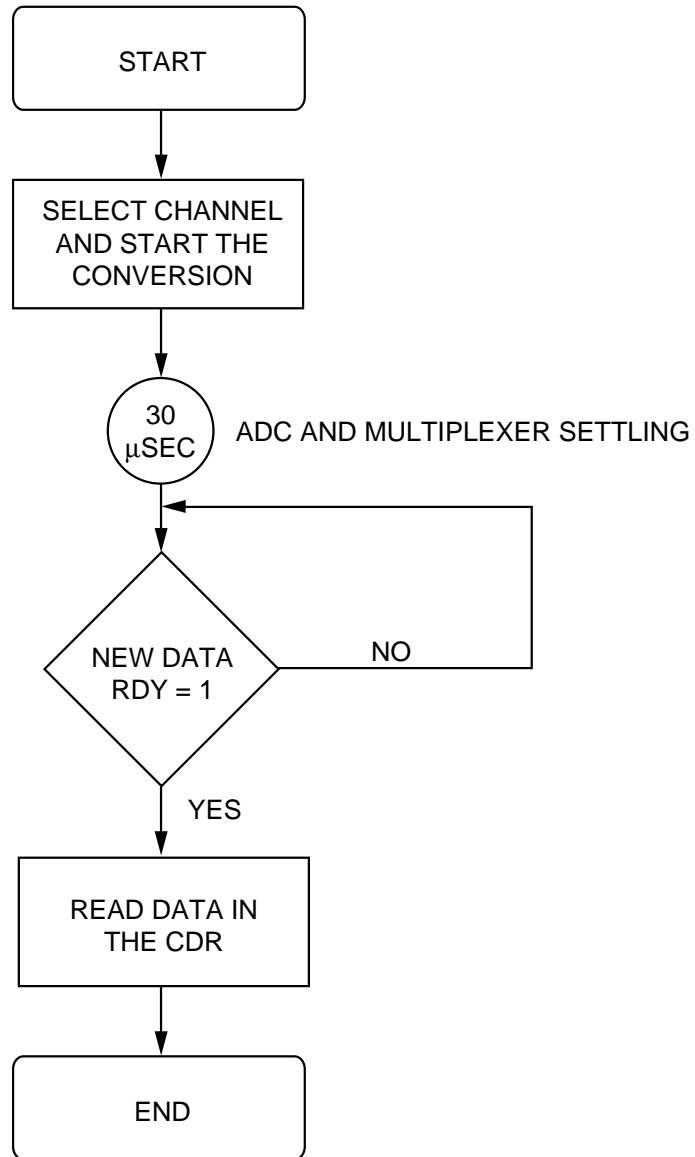 START
SELECT CHANNEL
AND START THE
CONVERSION
30
μSEC
ADC AND MULTIPLEXER SETTLING
NEW DATA
RDY = 1
NO
YES
READ DATA IN
THE CDR
END